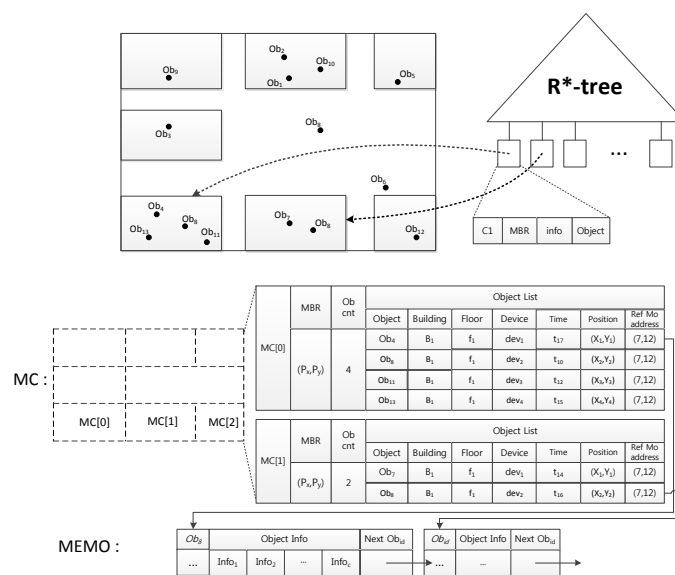 Ob2
Ob10
Ob1
Ob9
Ob5
R*-tree
Ob3
Ob8
...
Ob6
Ob4
Ob8
Ob13
Ob11
Ob7
Ob8
Ob12
C1 MBR info Object
MC[0] MBR Ob cnt Object List
Object Building Floor Device Time Position Ref Mo address
(Px,Py) 4
Ob4 B1 f1 dev1 t17 (X1,Y1) (7,12)
Ob8 B1 f1 dev2 t10 (X2,Y2) (7,12)
Ob11 B1 f1 dev3 t12 (X3,Y3) (7,12)
Ob13 B1 f1 dev4 t15 (X4,Y4) (7,12)
MC :
MC[0] MC[1] MC[2]
MC[1] MBR Ob cnt Object List
Object Building Floor Device Time Position Ref Mo address
(Px,Py) 2
Ob7 B1 f1 dev1 t14 (X1,Y1) (7,12)
Ob8 B1 f1 dev2 t16 (X2,Y2) (7,12)
MEMO :
Ob8 Object Info Next Obid
... Info1 Info2 ... Infoc
Obid Object Info Next Obid
... ...